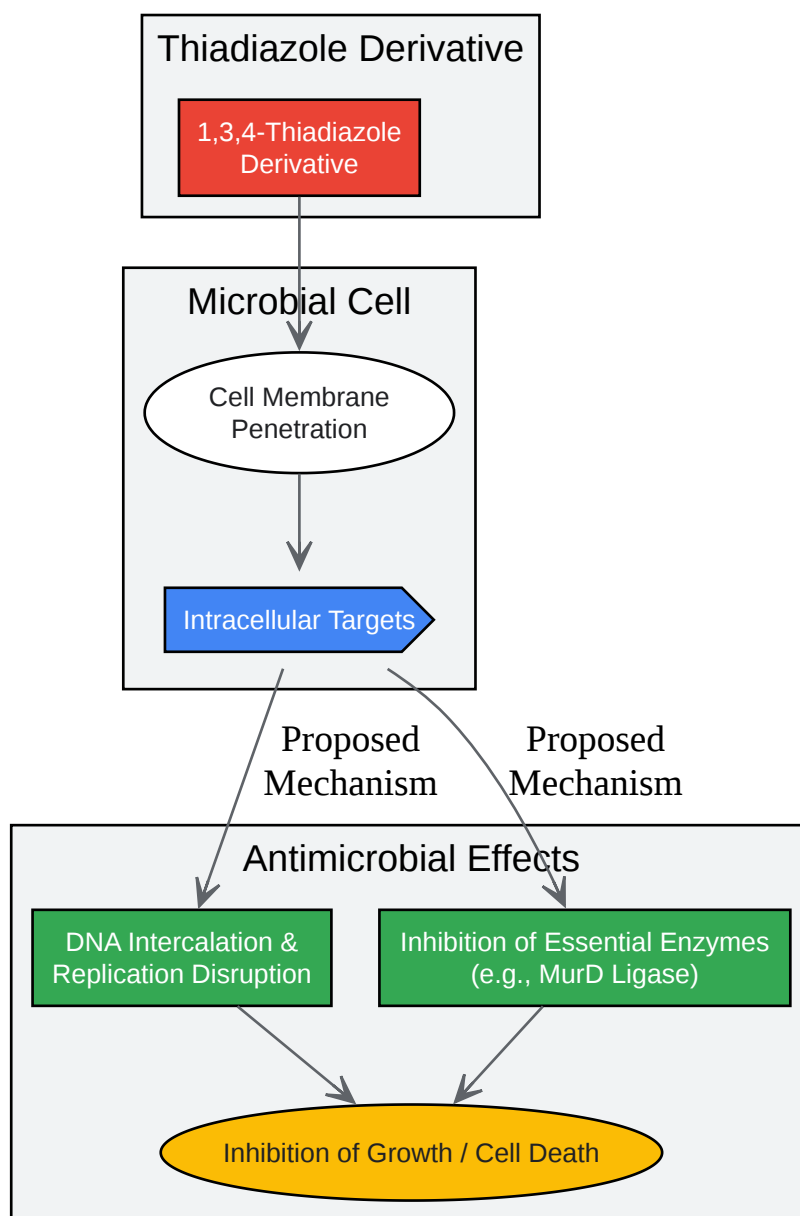 Thiadiazole Derivative
1,3,4-Thiadiazole
Derivative
Microbial Cell
Cell Membrane
Penetration
Intracellular Targets
Proposed
Mechanism
Proposed
Mechanism
Antimicrobial Effects
DNA Intercalation &
Replication Disruption
Inhibition of Essential Enzymes
(e.g., MurD Ligase)
Inhibition of Growth / Cell Death